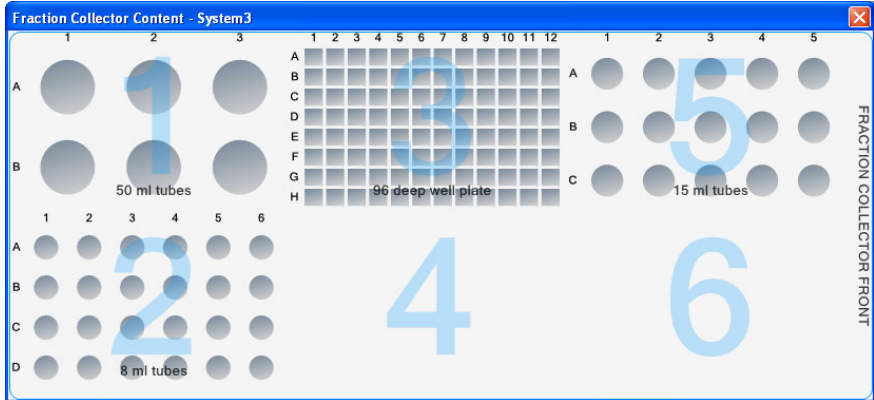 Fraction Collector Content - System3
1 2 3
A
B
1
50 ml tubes
1 2 3 4 5 6 7 8 9 10 11 12
A
B
C
D
E
F
G
H
3
96 deep well plate
1 2 3 4 5
A
B
C
5
15 ml tubes
FRACTION COLLECTOR FRONT
1 2 3 4 5 6
A
B
C
D
2
8 ml tubes
4
6